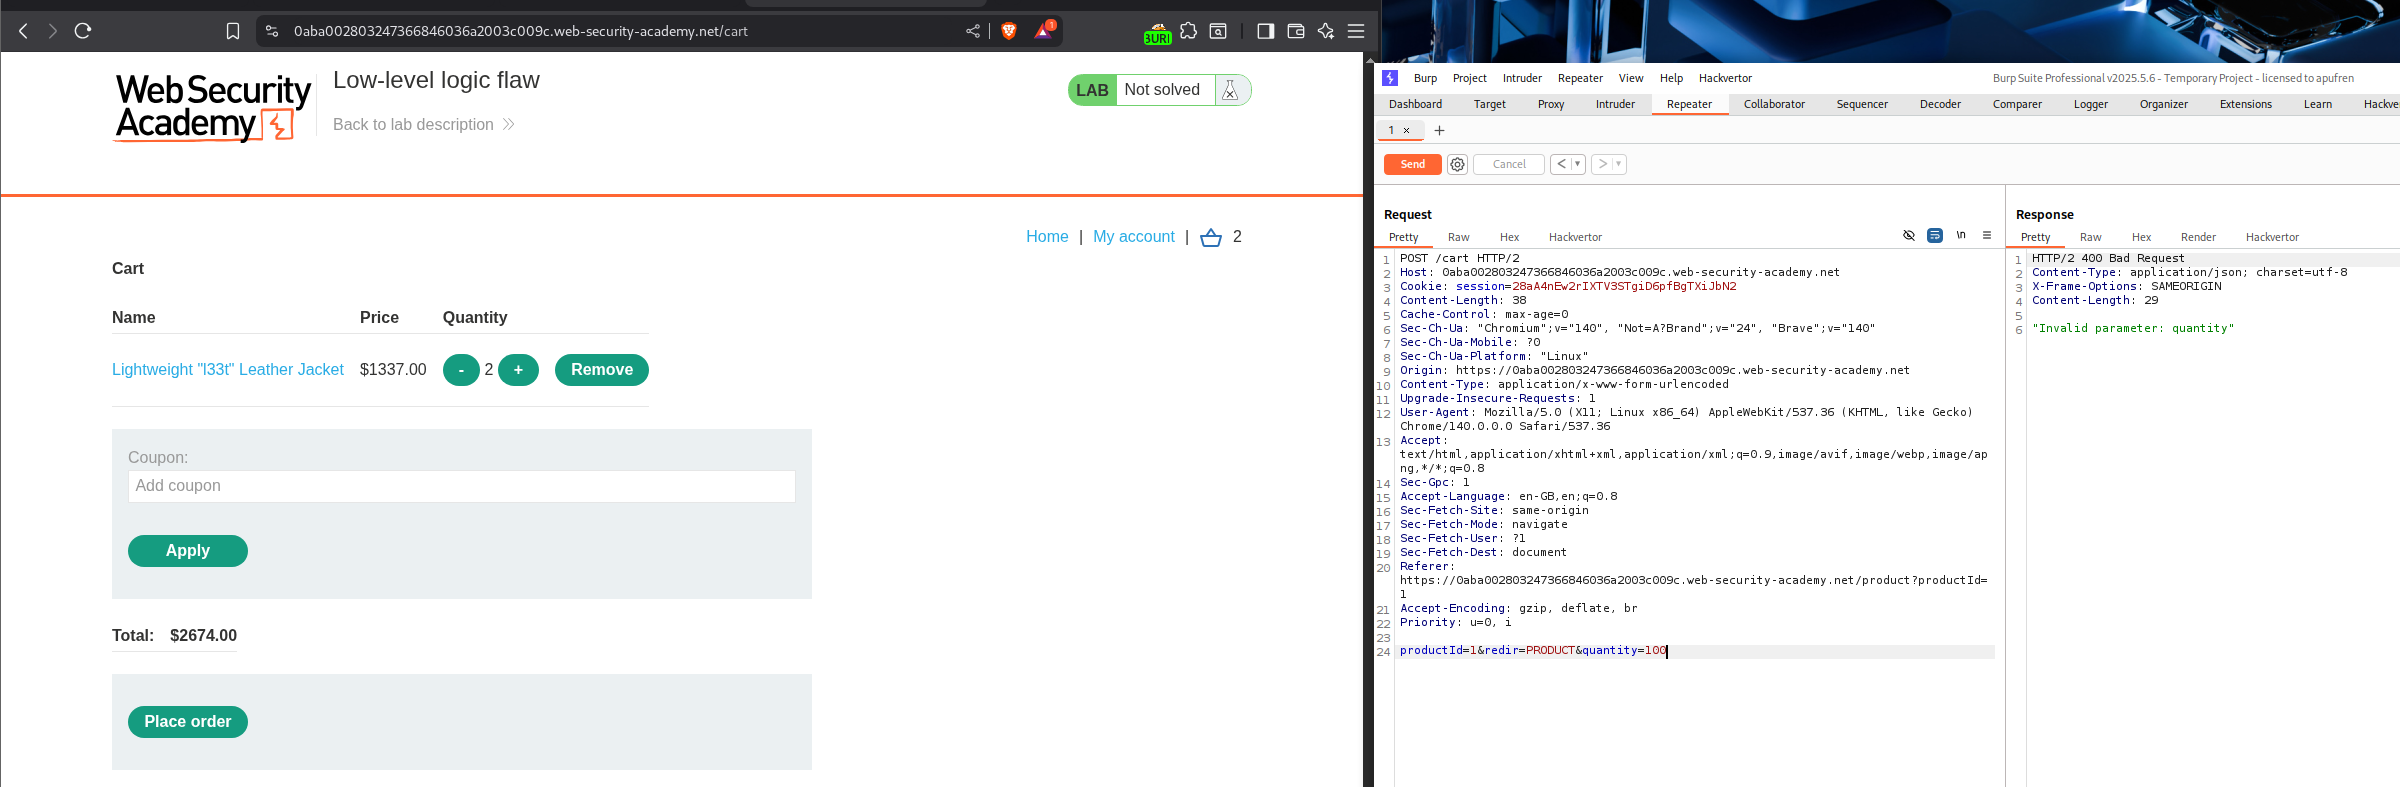 0aba002803247366846036a2003c009c.web-security-academy.net/cart
1
BURI
Web Security
Academy
Low-level logic flaw
Back to lab description
LAB Not solved
Home | My account | 2
Cart
Name Price Quantity
Lightweight "l33t" Leather Jacket $1337.00 - 2 + Remove
Coupon:
Add coupon
Apply
Total: $2674.00
Place order
Burp Project Intruder Repeater View Help Hackvertor
Burp Suite Professional v2025.5.6 - Temporary Project - licensed to apufren
Dashboard Target Proxy Intruder Repeater Collaborator Sequencer Decoder Comparer Logger Organizer Extensions Learn Hackve
1 × +
Send Cancel < >
Request
Pretty Raw Hex Hackvertor \n
1 POST /cart HTTP/2
2 Host: 0aba002803247366846036a2003c009c.web-security-academy.net
3 Cookie: session=28aA4nEw2rIXTV3STgiD6pfBgTXiJbN2
4 Content-Length: 38
5 Cache-Control: max-age=0
6 Sec-Ch-Ua: "Chromium";v="140", "Not=A?Brand";v="24", "Brave";v="140"
7 Sec-Ch-Ua-Mobile: ?0
8 Sec-Ch-Ua-Platform: "Linux"
9 Origin: https://0aba002803247366846036a2003c009c.web-security-academy.net
10 Content-Type: application/x-www-form-urlencoded
11 Upgrade-Insecure-Requests: 1
12 User-Agent: Mozilla/5.0 (X11; Linux x86_64) AppleWebKit/537.36 (KHTML, like Gecko)
Chrome/140.0.0.0 Safari/537.36
13 Accept:
text/html,application/xhtml+xml,application/xml;q=0.9,image/avif,image/webp,image/ap
ng,*/*;q=0.8
14 Sec-Gpc: 1
15 Accept-Language: en-GB,en;q=0.8
16 Sec-Fetch-Site: same-origin
17 Sec-Fetch-Mode: navigate
18 Sec-Fetch-User: ?1
19 Sec-Fetch-Dest: document
20 Referer:
https://0aba002803247366846036a2003c009c.web-security-academy.net/product?productId=
1
21 Accept-Encoding: gzip, deflate, br
22 Priority: u=0, i
23
24 productId=1&redir=PRODUCT&quantity=100
Response
Pretty Raw Hex Render Hackvertor
1 HTTP/2 400 Bad Request
2 Content-Type: application/json; charset=utf-8
3 X-Frame-Options: SAMEORIGIN
4 Content-Length: 29
5
6 "Invalid parameter: quantity"